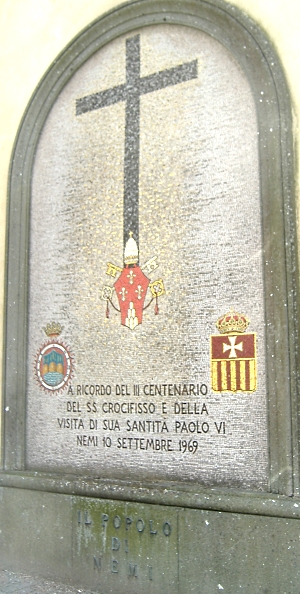 A RICORDO DEL III CENTENARIO
DEL S.S. CROCIFISSO E DELLA
VISITA DI SUA SANTITÀ PAOLO VI
NEMI 10 SETTEMBRE 1969
IL POPOLO
DI
NEMI